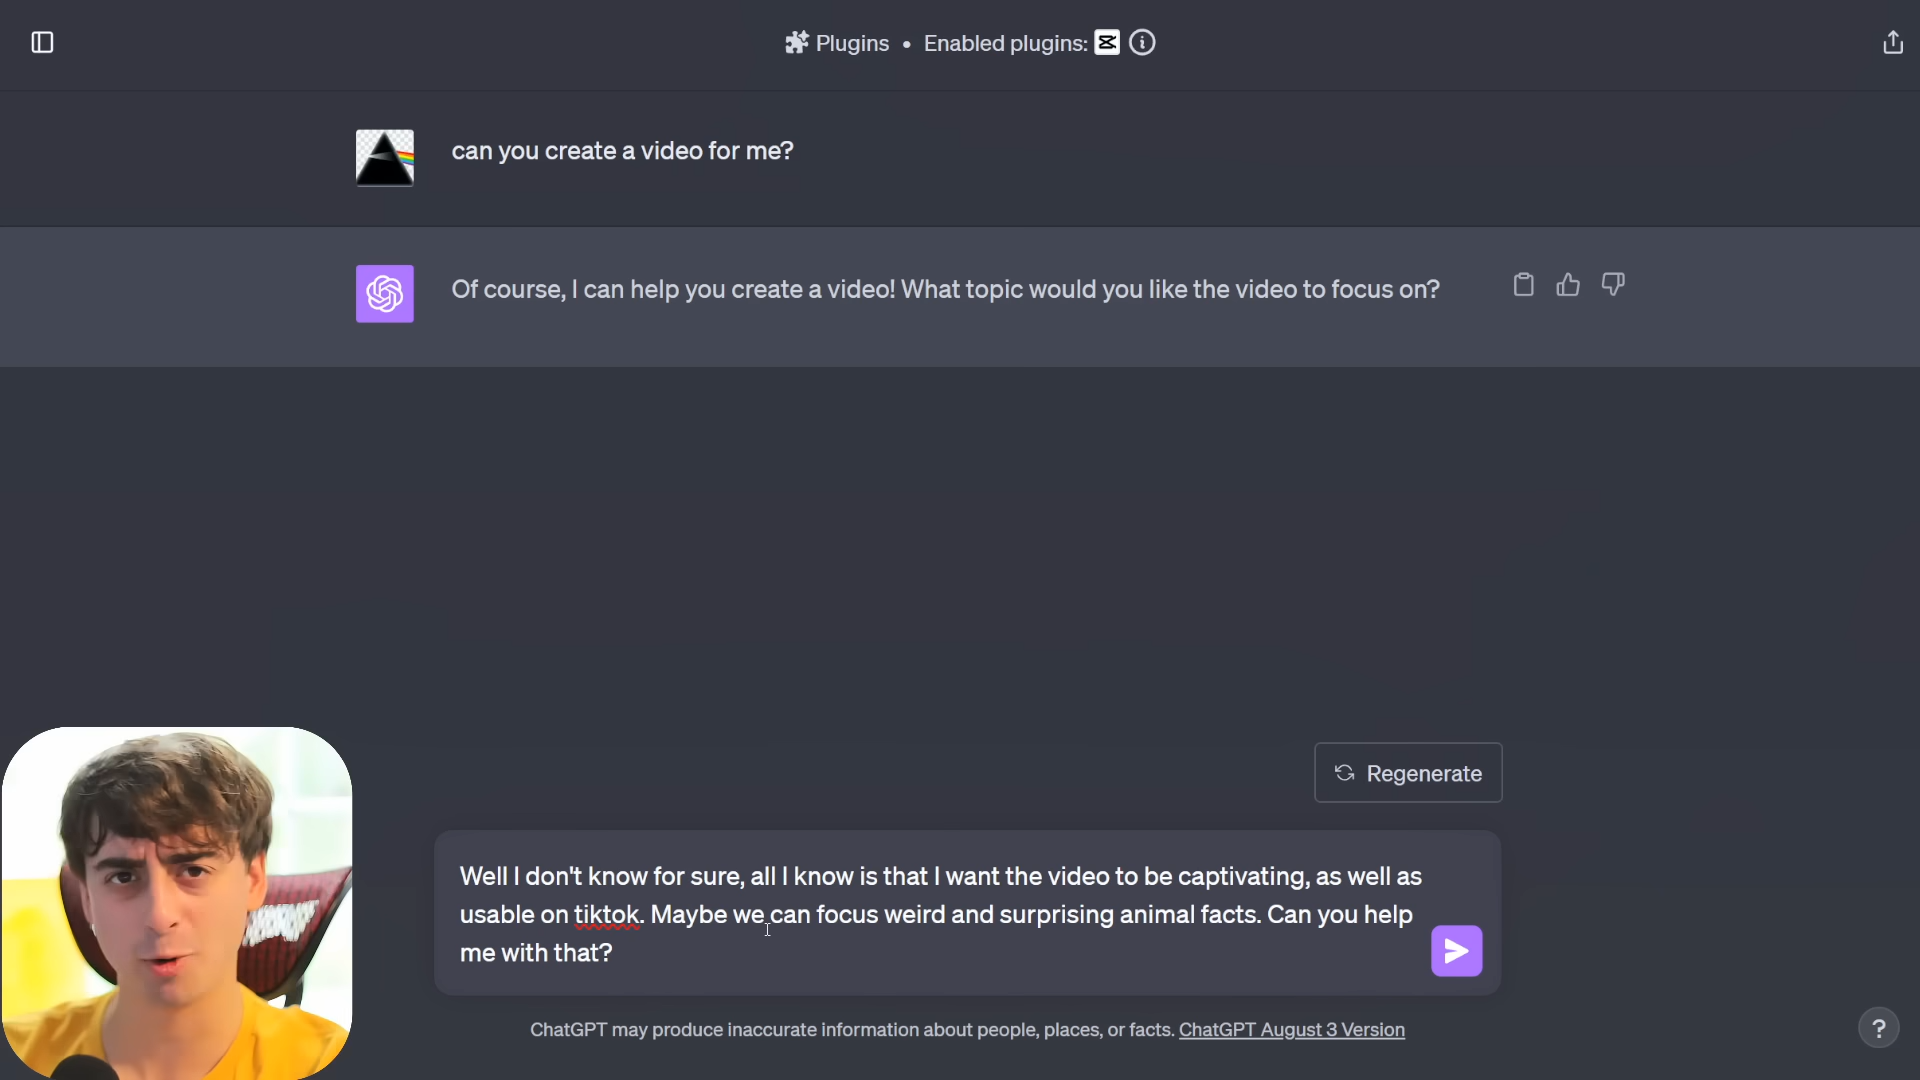 Plugins • Enabled plugins:
can you create a video for me?
Of course, I can help you create a video! What topic would you like the video to focus on?
Regenerate
Well I don't know for sure, all I know is that I want the video to be captivating, as well as
usable on tiktok. Maybe we can focus weird and surprising animal facts. Can you help
me with that?
ChatGPT may produce inaccurate information about people, places, or facts. ChatGPT August 3 Version
?